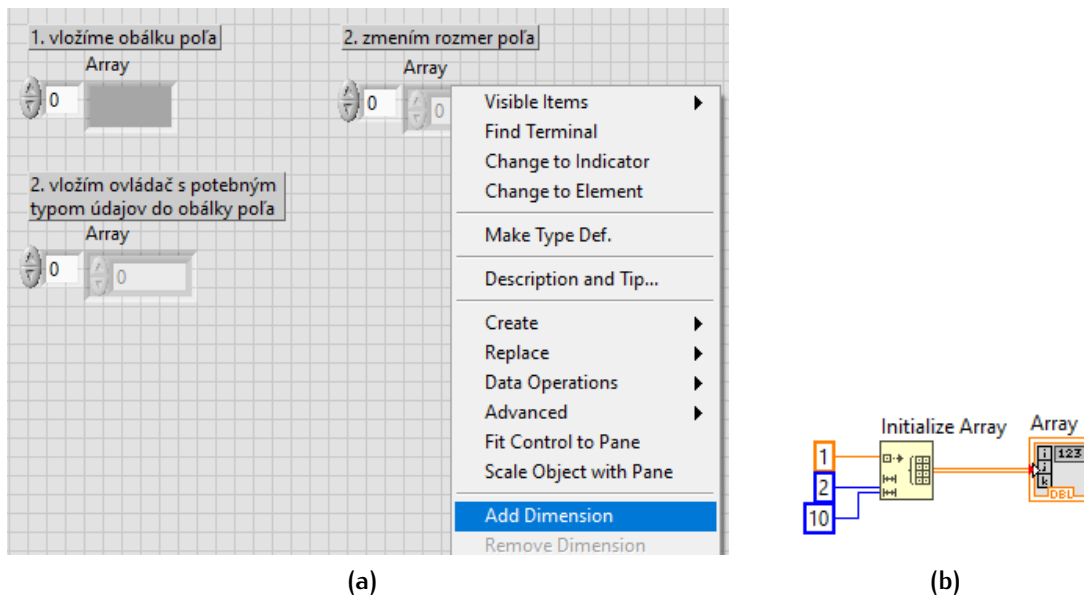 1. vložíme obálku poľa
Array
0
2. vložím ovládač s potebným
typom údajov do obálky poľa
Array
0
0
2. zmením rozmer poľa
Array
0
0
Visible Items
Find Terminal
Change to Indicator
Change to Element
Make Type Def.
Description and Tip...
Create
Replace
Data Operations
Advanced
Fit Control to Pane
Scale Object with Pane
Add Dimension
Remove Dimension
(a)
Initialize Array
Array
1
2
10
i
123
j
k
DBL
(b)